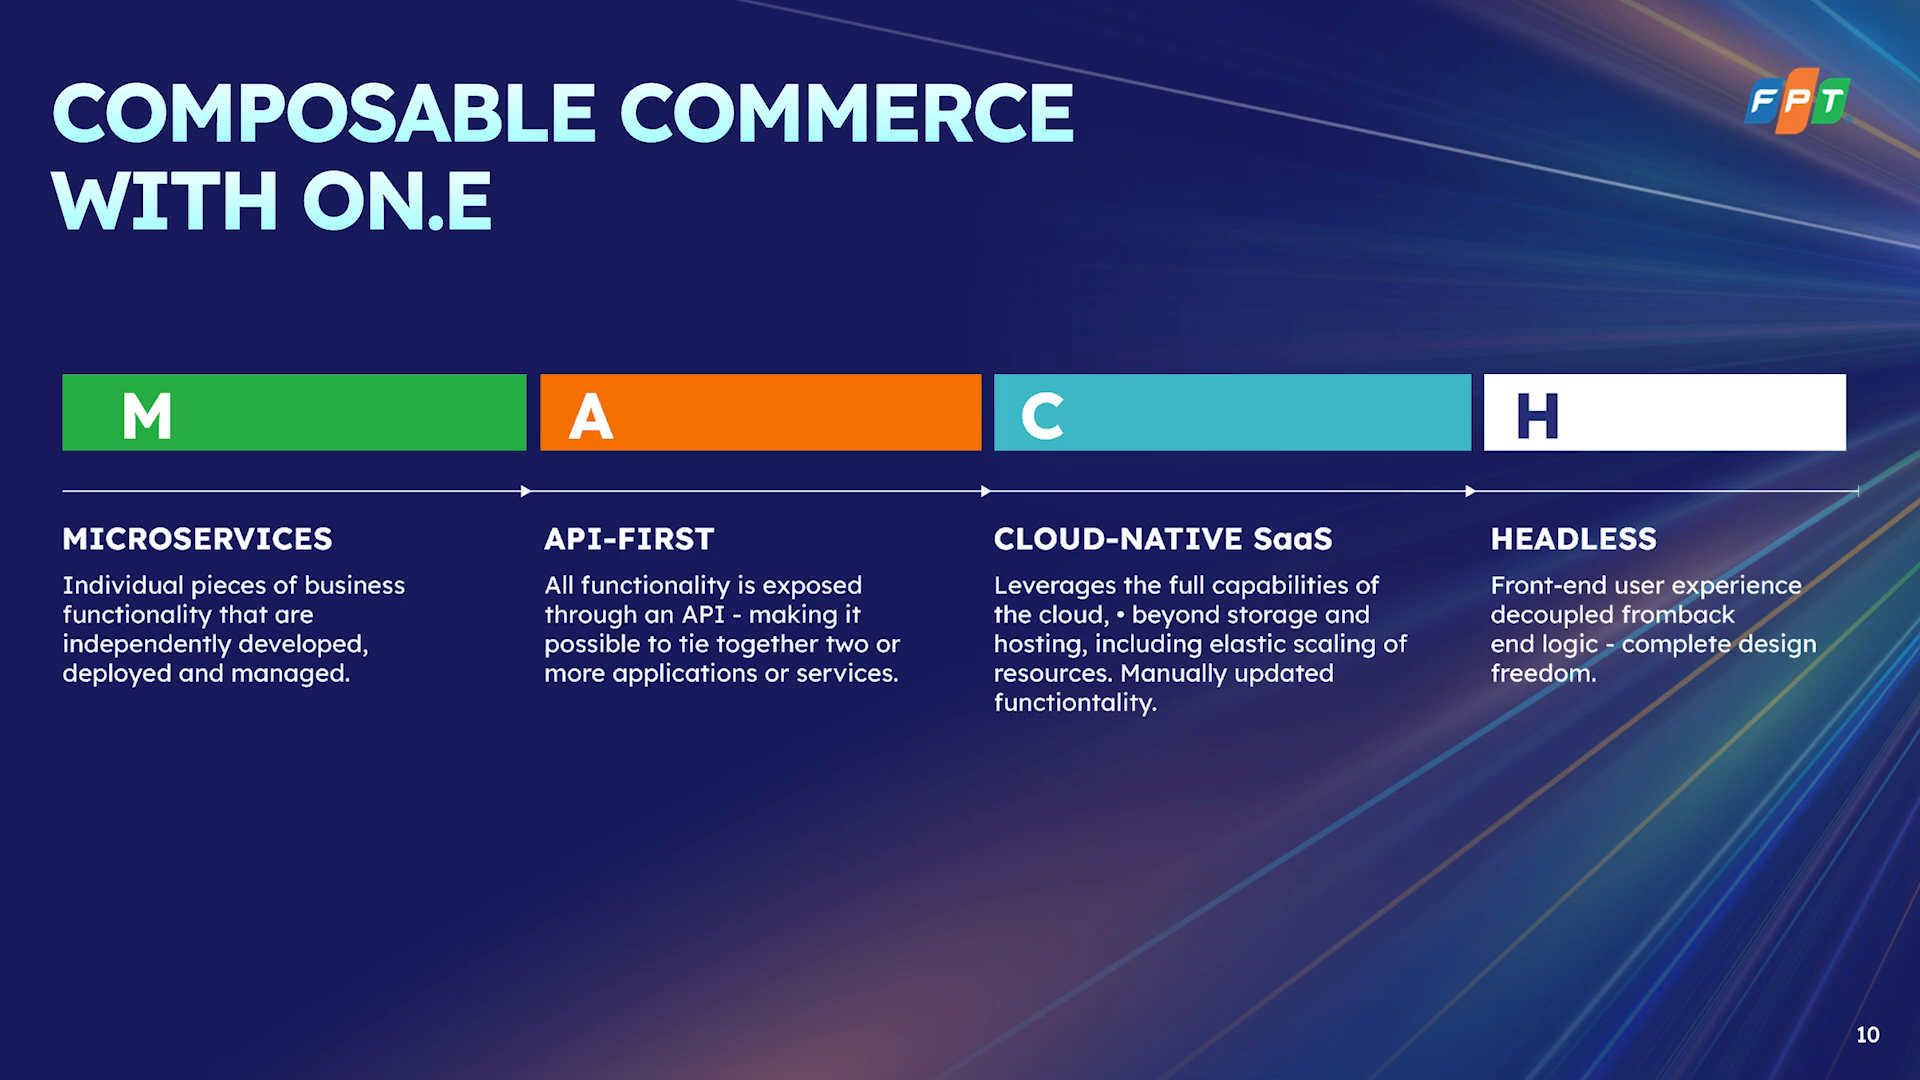 COMPOSABLE COMMERCE
WITH ON.E
FPT
M
A
C
H
MICROSERVICES
Individual pieces of business
functionality that are
independently developed,
deployed and managed.
API-FIRST
All functionality is exposed
through an API - making it
possible to tie together two or
more applications or services.
CLOUD-NATIVE SaaS
Leverages the full capabilities of
the cloud, • beyond storage and
hosting, including elastic scaling of
resources. Manually updated
functiontality.
HEADLESS
Front-end user experience
decoupled fromback
end logic - complete design
freedom.
10